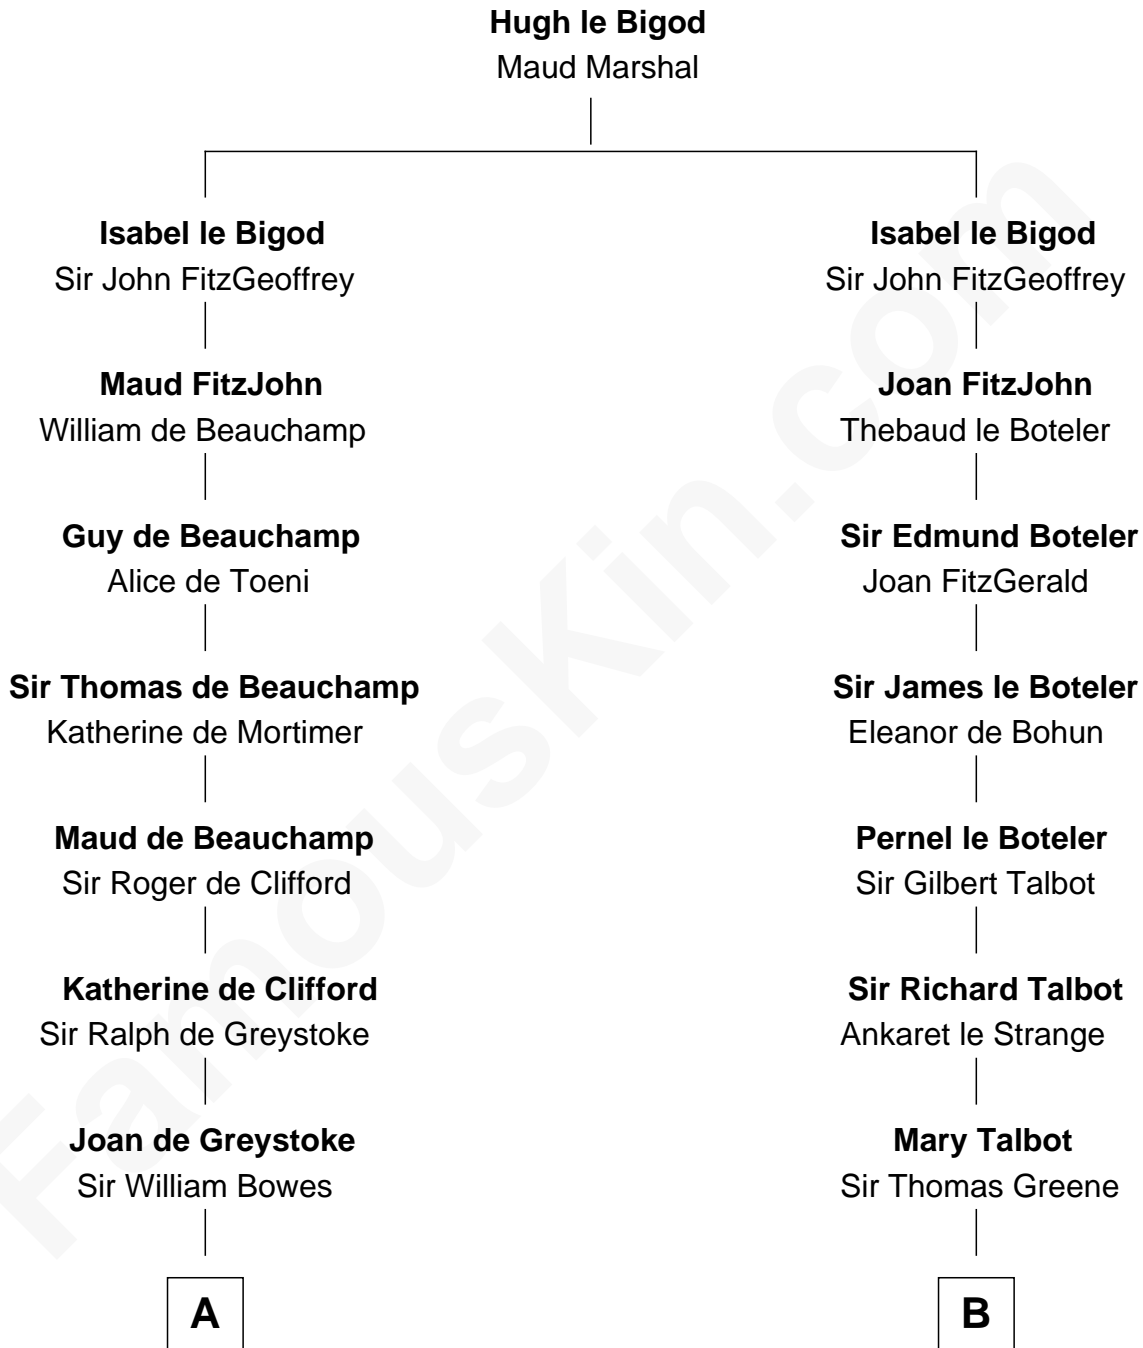 Hugh le Bigod
Maud Marshal
Isabel le Bigod
Sir John FitzGeoffrey
Isabel le Bigod
Sir John FitzGeoffrey
Maud FitzJohn
William de Beauchamp
Joan FitzJohn
Thebaud le Boteler
Guy de Beauchamp
Alice de Toeni
Sir Edmund Boteler
Joan FitzGerald
Sir Thomas de Beauchamp
Katherine de Mortimer
Sir James le Boteler
Eleanor de Bohun
Maud de Beauchamp
Sir Roger de Clifford
Pernel le Boteler
Sir Gilbert Talbot
Katherine de Clifford
Sir Ralph de Greystoke
Sir Richard Talbot
Ankaret le Strange
Joan de Greystoke
Sir William Bowes
Mary Talbot
Sir Thomas Greene
A
B
FamousKin.com